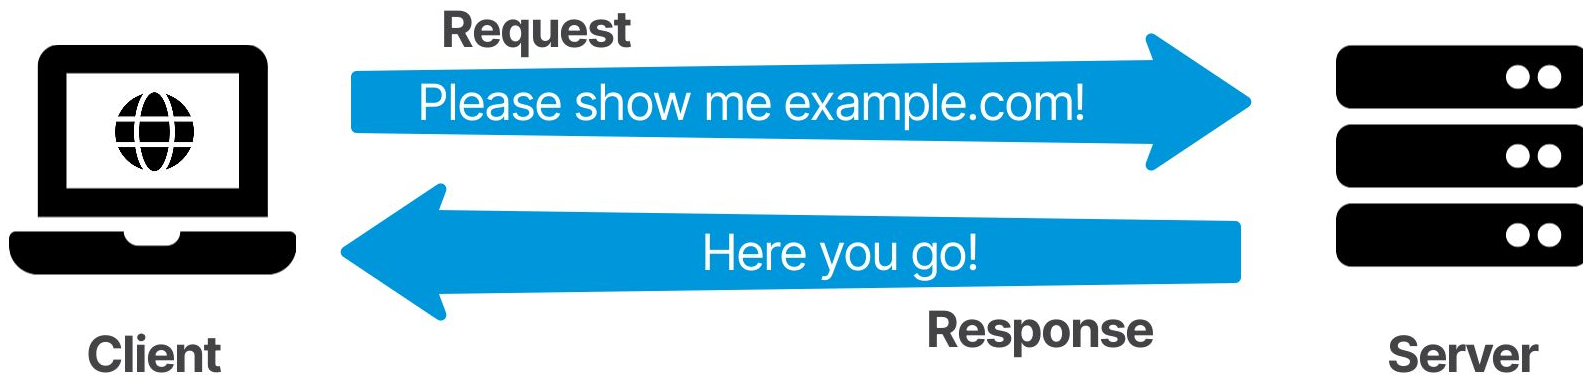 Request
Please show me example.com!
Here you go!
Response
Client
Server